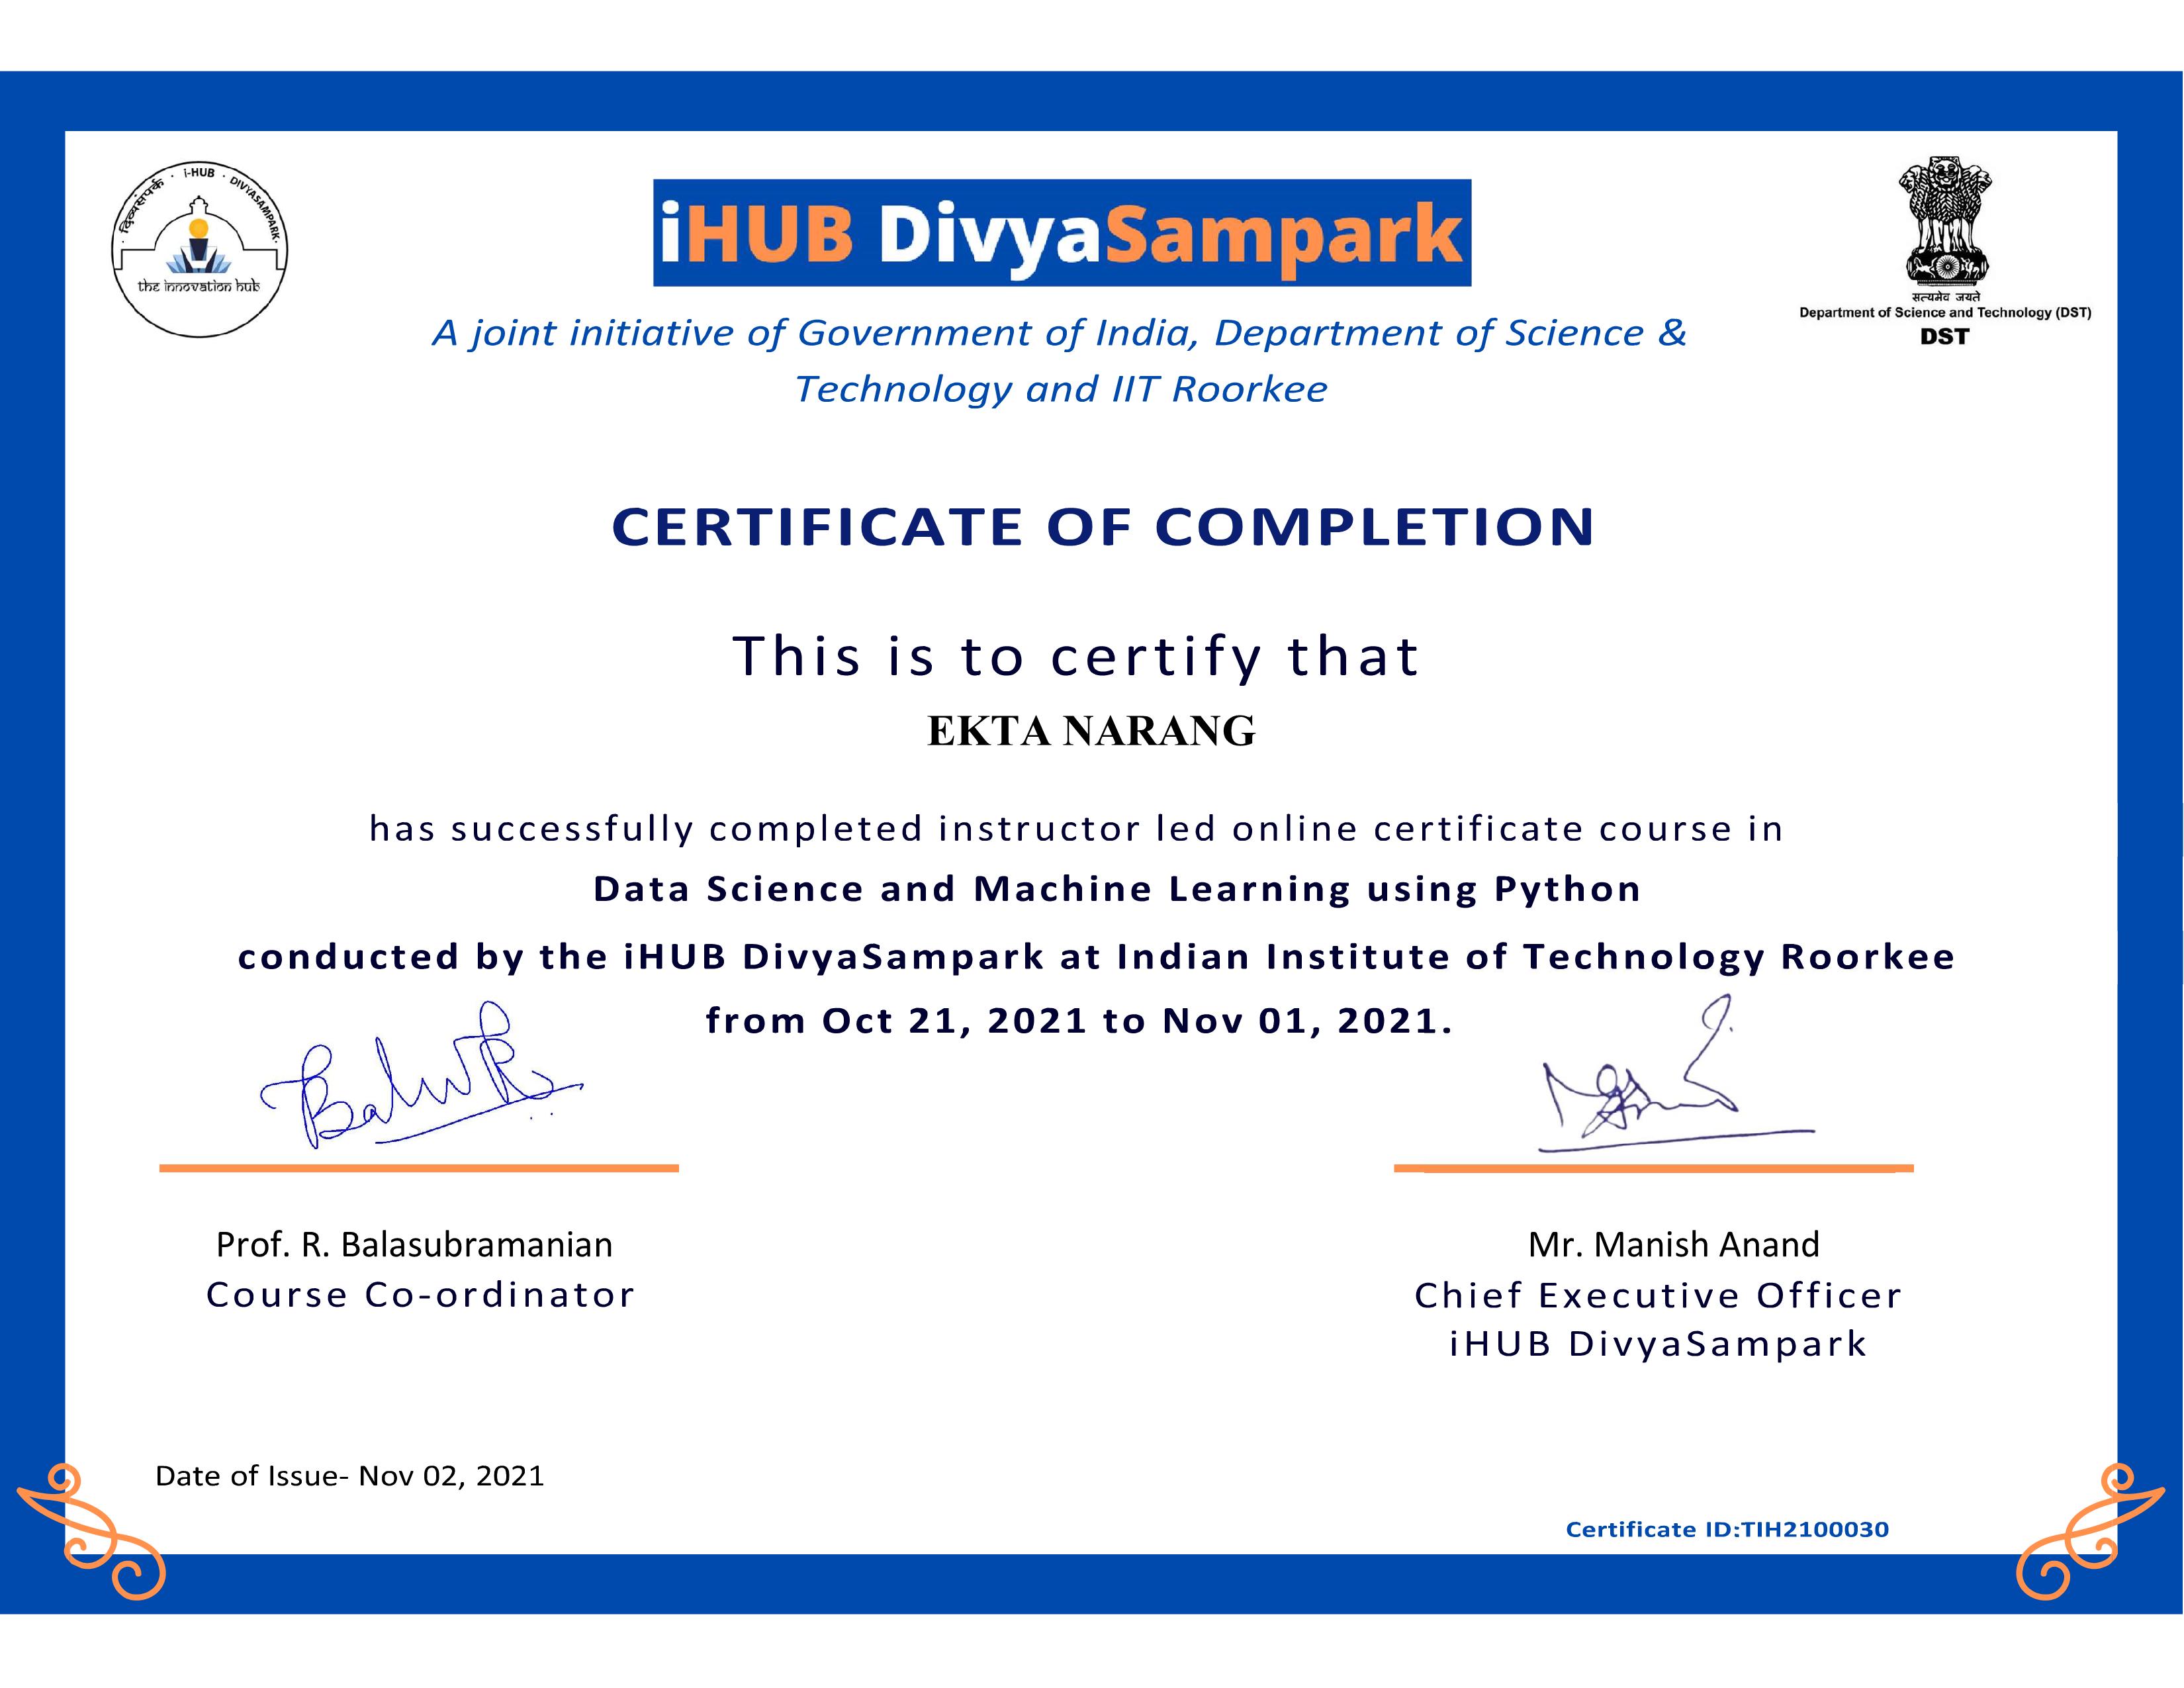 दिव्यसंपर्क · i-HUB · DIVYASAMPARK
the innovation hub
iHUB DivyaSampark
सत्यमेव जयते
Department of Science and Technology (DST)
DST
A joint initiative of Government of India, Department of Science &
Technology and IIT Roorkee
CERTIFICATE OF COMPLETION
This is to certify that
EKTA NARANG
has successfully completed instructor led online certificate course in
Data Science and Machine Learning using Python
conducted by the iHUB DivyaSampark at Indian Institute of Technology Roorkee
from Oct 21, 2021 to Nov 01, 2021.
Prof. R. Balasubramanian
Course Co-ordinator
Mr. Manish Anand
Chief Executive Officer
iHUB DivyaSampark
Date of Issue- Nov 02, 2021
Certificate ID:TIH2100030